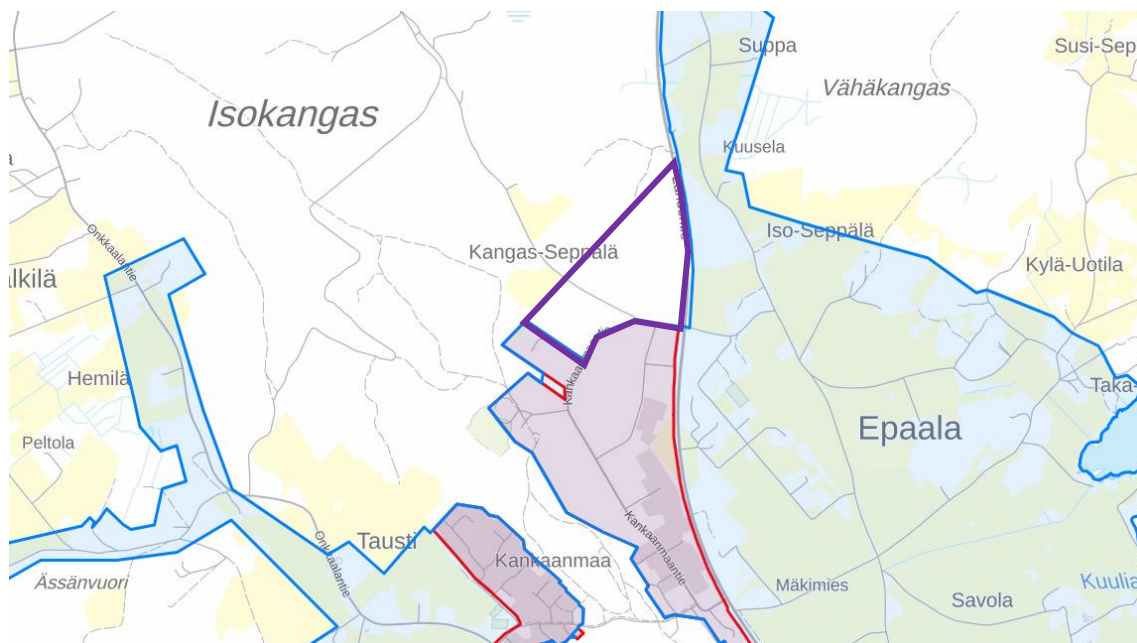 Suppa
Susi-Sep
Vähäkangas
Isokangas
Kuusela
Onkkaalantie
Iso-Seppälä
Kangas-Seppälä
Kylä-Uotila
lkilä
Hemilä
Taka-
Epaala
Peltola
Kankaanmaantie
Onkkaalantie
Tausti
Kankaanmaa
Ässänvuori
Mäkimies
Kuulia
Savola